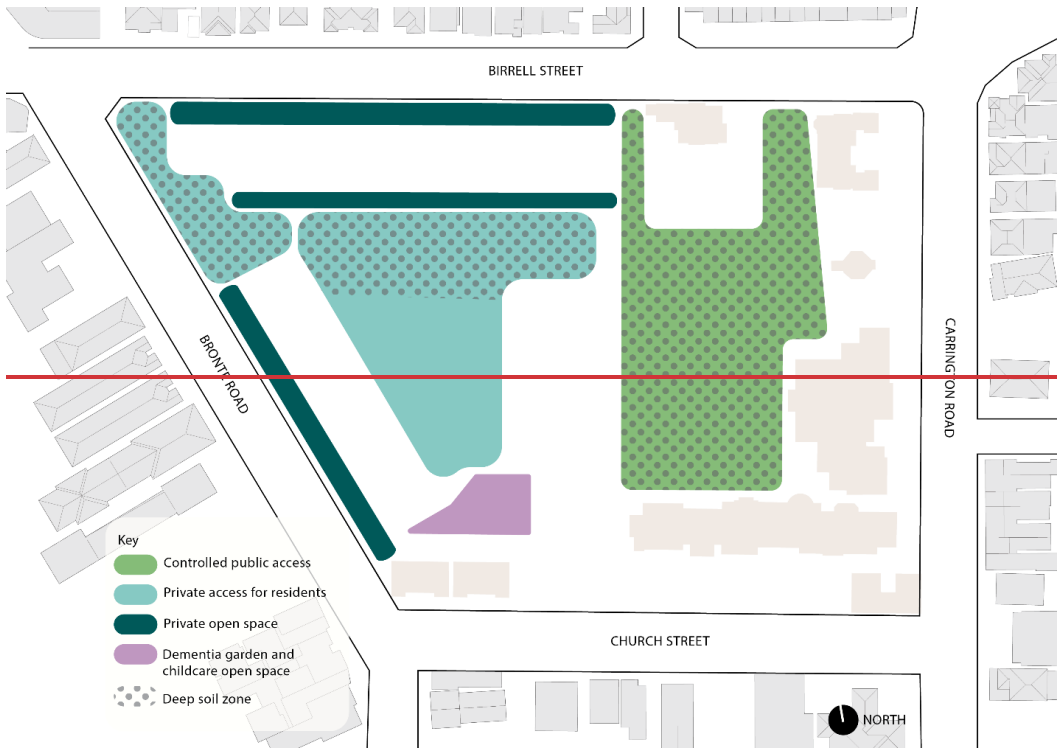 BIRRELL STREET
BRONTE ROAD
CARRINGTON ROAD
CHURCH STREET
Key
Controlled public access
Private access for residents
Private open space
Dementia garden and
childcare open space
Deep soil zone
NORTH